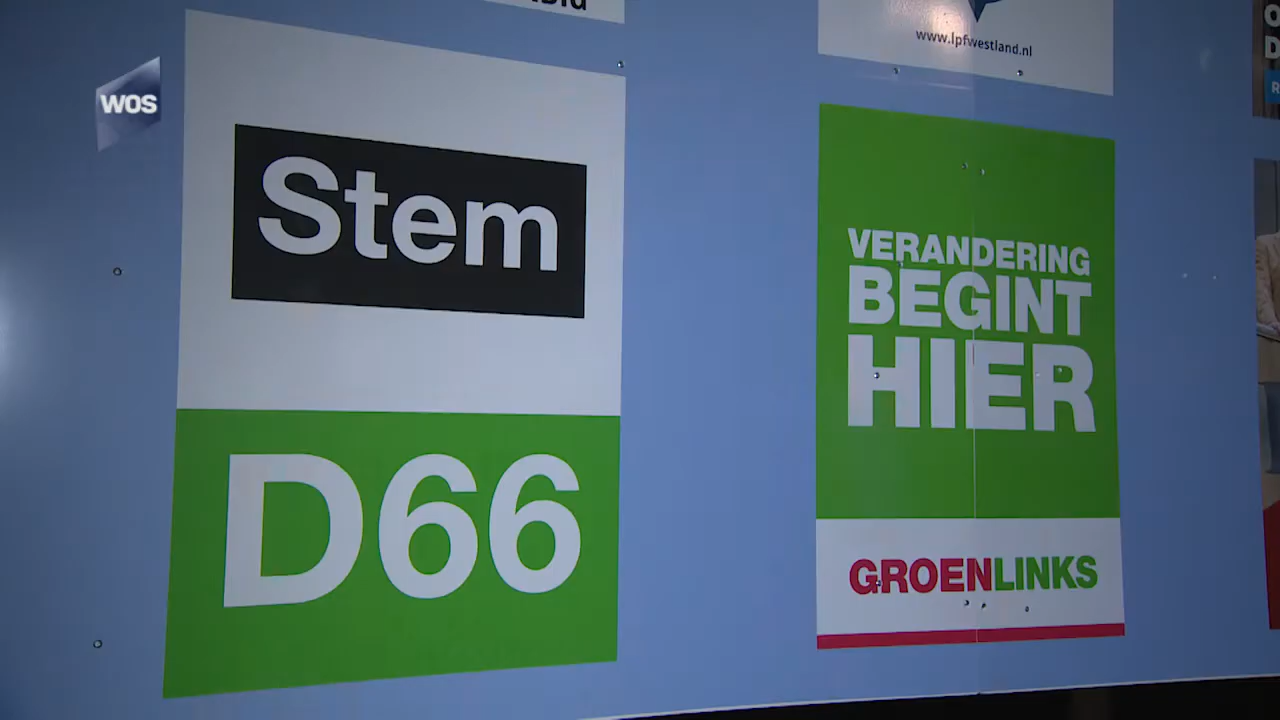 WOS
Stem
D66
www.lpfwestland.nl
VERANDERING
BEGINT
HIER
GROENLINKS